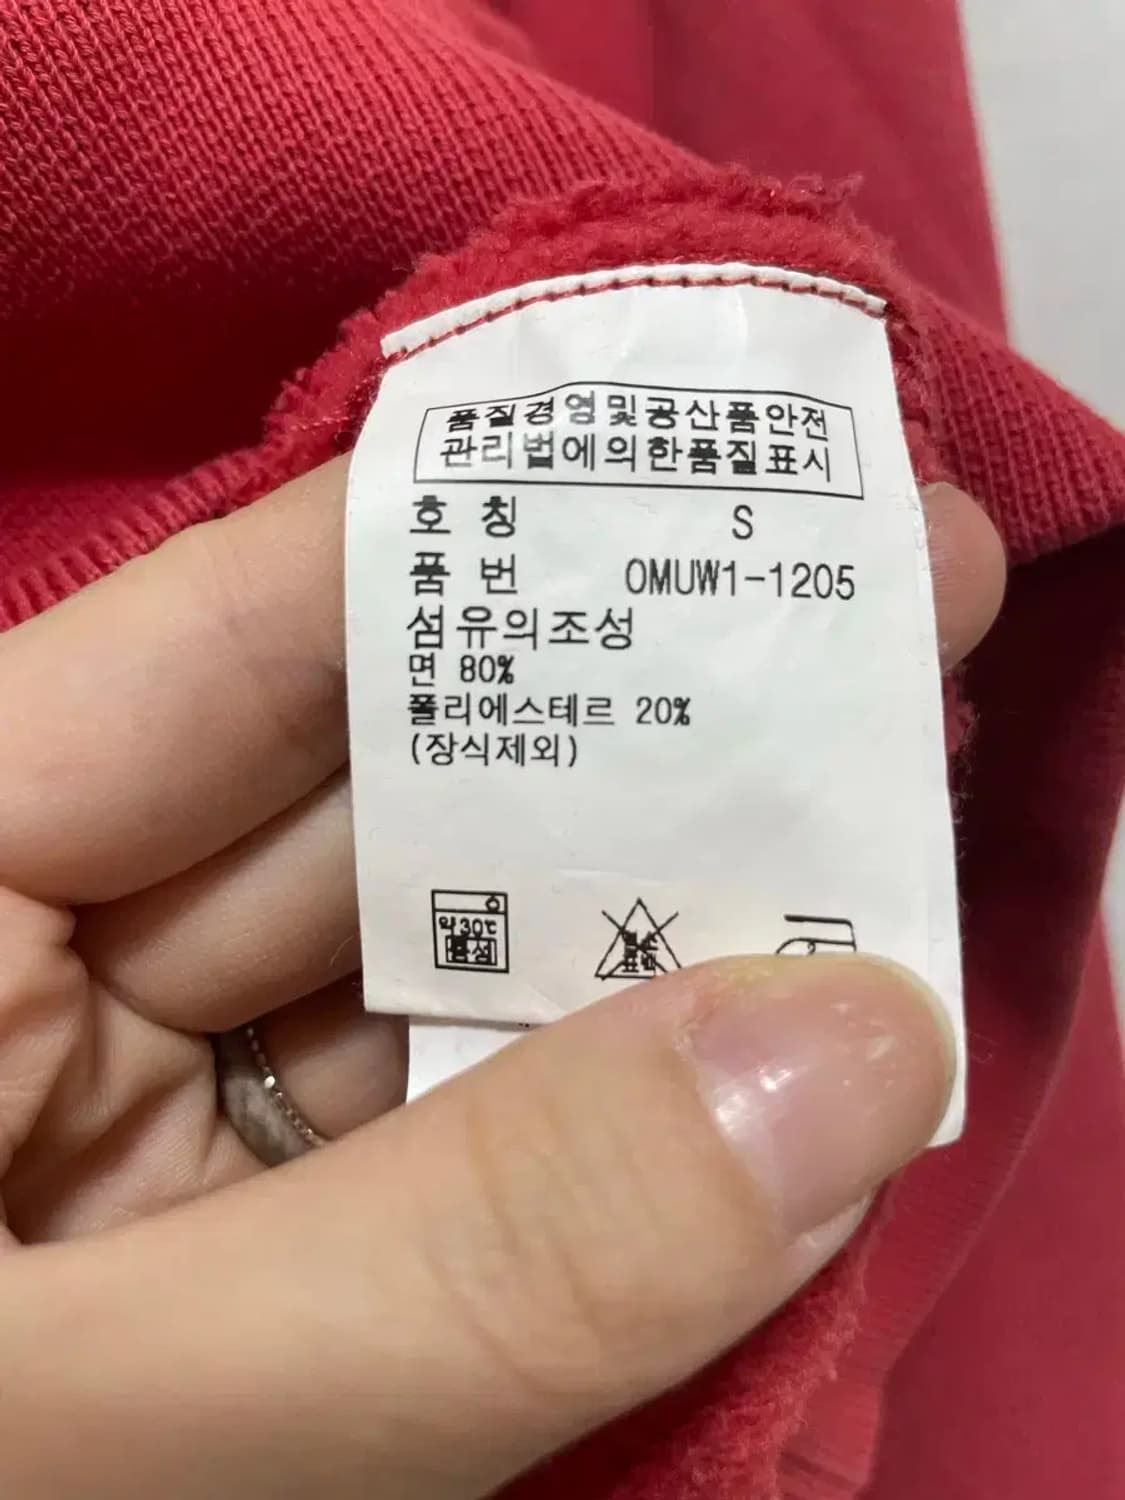 품질경영및공산품안전
관리법에의한품질표시
호 칭 S
품 번 OMUW1-1205
섬유의조성
면 80%
폴리에스테르 20%
(장식제외)
약30℃
중성